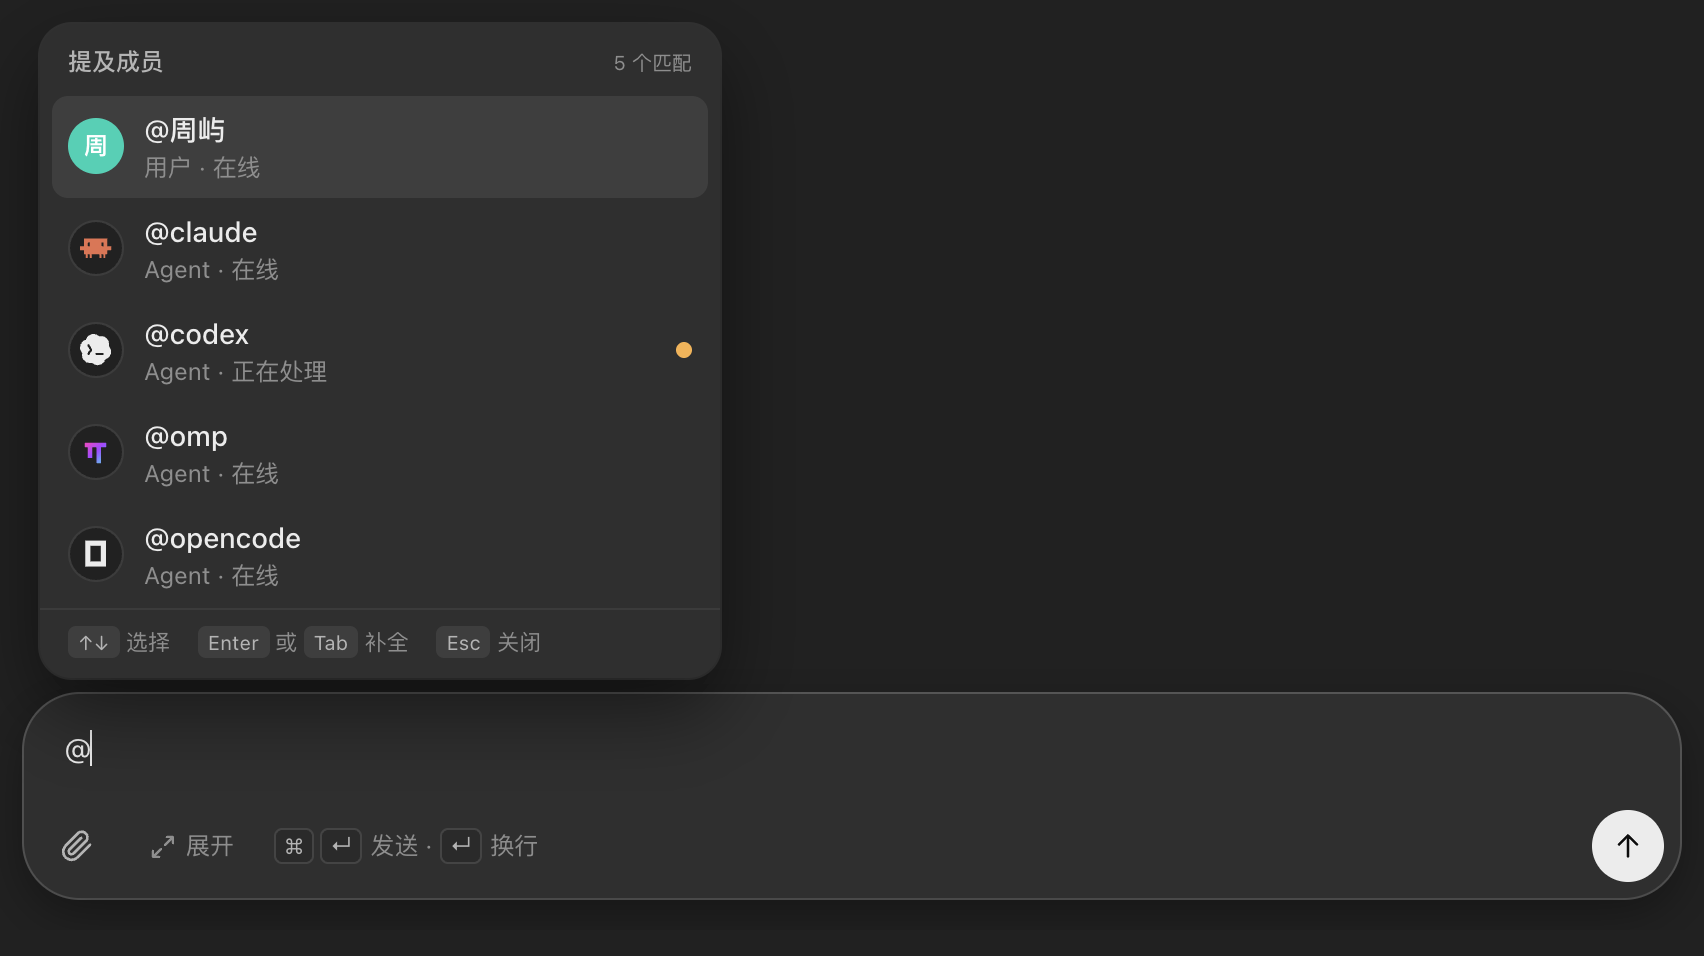 提及成员 5 个匹配
周 @周屿
用户 · 在线
@claude
Agent · 在线
@codex
Agent · 正在处理
@omp
Agent · 在线
@opencode
Agent · 在线
↑↓ 选择 Enter 或 Tab 补全 Esc 关闭
@
展开 ⌘ ↵ 发送 · ↵ 换行